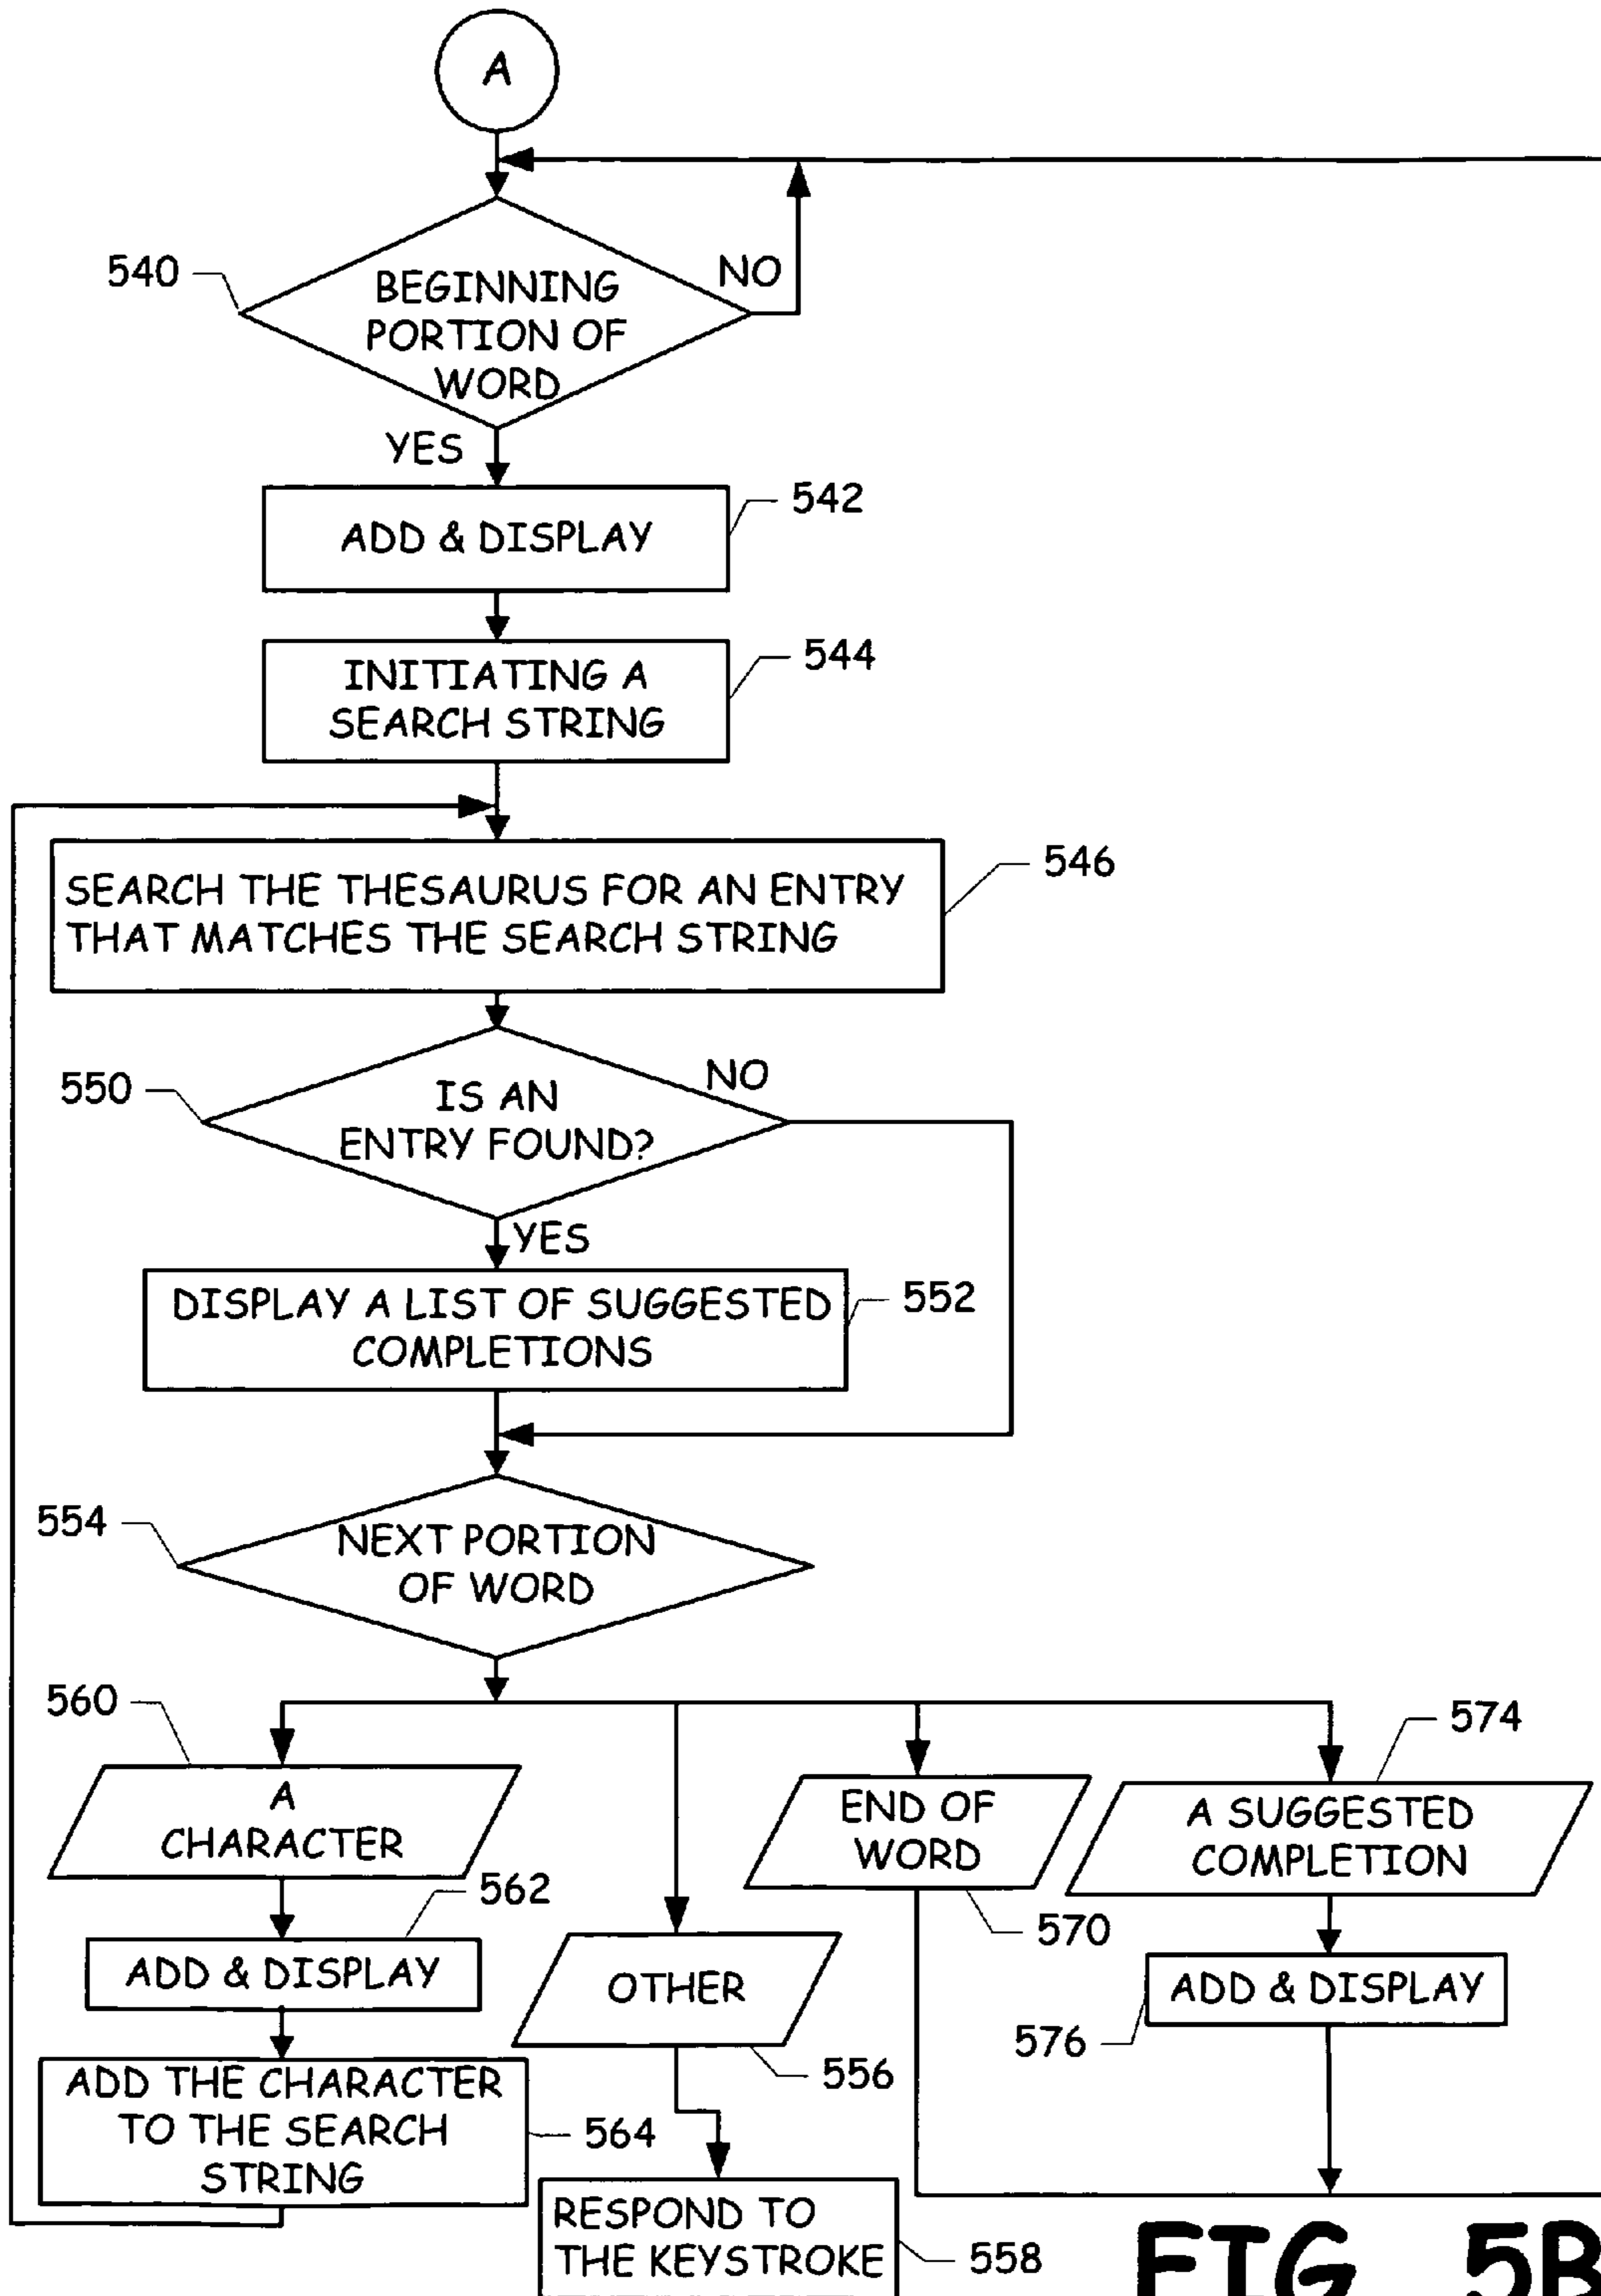 A
540
BEGINNING
PORTION OF
WORD
NO
YES
ADD & DISPLAY
542
INITIATING A
SEARCH STRING
544
SEARCH THE THESAURUS FOR AN ENTRY
THAT MATCHES THE SEARCH STRING
546
550
IS AN
ENTRY FOUND?
NO
YES
DISPLAY A LIST OF SUGGESTED
COMPLETIONS
552
554
NEXT PORTION
OF WORD
560
A
CHARACTER
562
ADD & DISPLAY
ADD THE CHARACTER
TO THE SEARCH
STRING
564
OTHER
556
RESPOND TO
THE KEYSTROKE
558
END OF
WORD
570
574
A SUGGESTED
COMPLETION
ADD & DISPLAY
576
FIG 5B